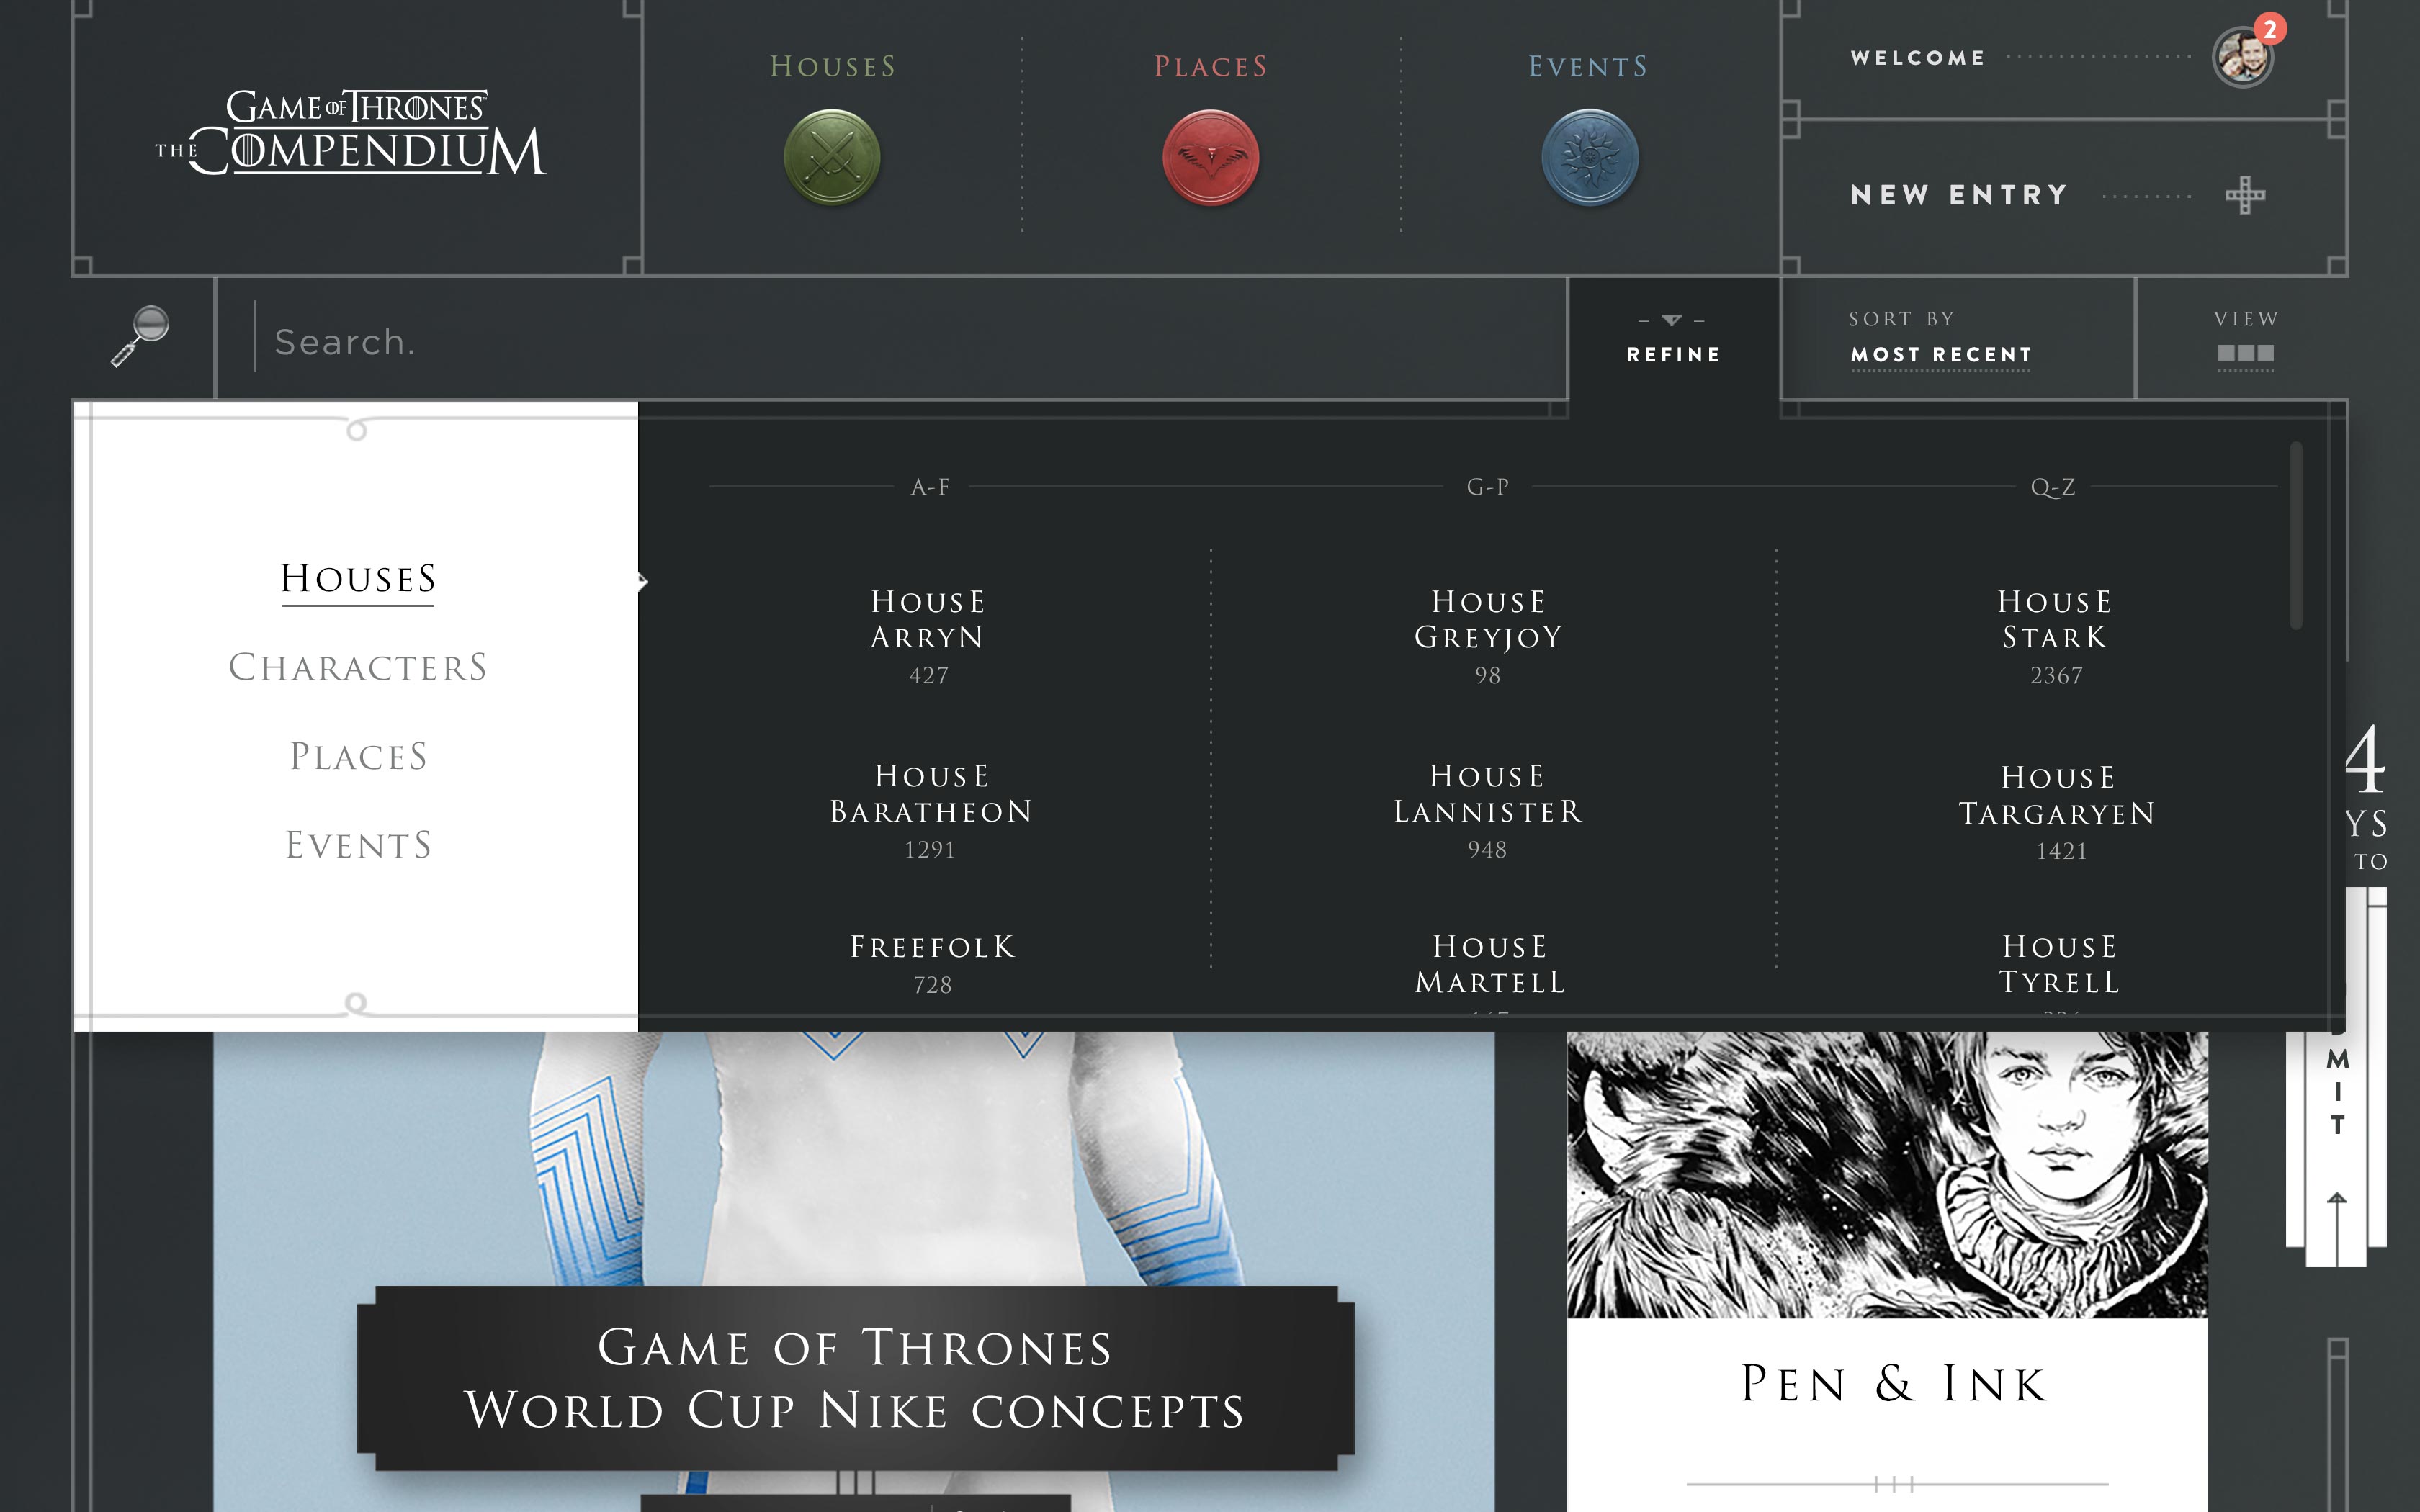 GAME OF THRONES
THE COMPENDIUM
HOUSES
PLACES
EVENTS
WELCOME
2
NEW ENTRY
Search.
REFINE
SORT BY
MOST RECENT
VIEW
HOUSES
CHARACTERS
PLACES
EVENTS
A-F
G-P
Q-Z
HOUSE
ARRYN
427
HOUSE
BARATHEON
1291
FREEFOLK
728
HOUSE
GREYJOY
98
HOUSE
LANNISTER
948
HOUSE
MARTELL
HOUSE
STARK
2367
HOUSE
TARGARYEN
1421
HOUSE
TYRELL
4
YS
TO
M
I
T
GAME OF THRONES
WORLD CUP NIKE CONCEPTS
PEN & INK